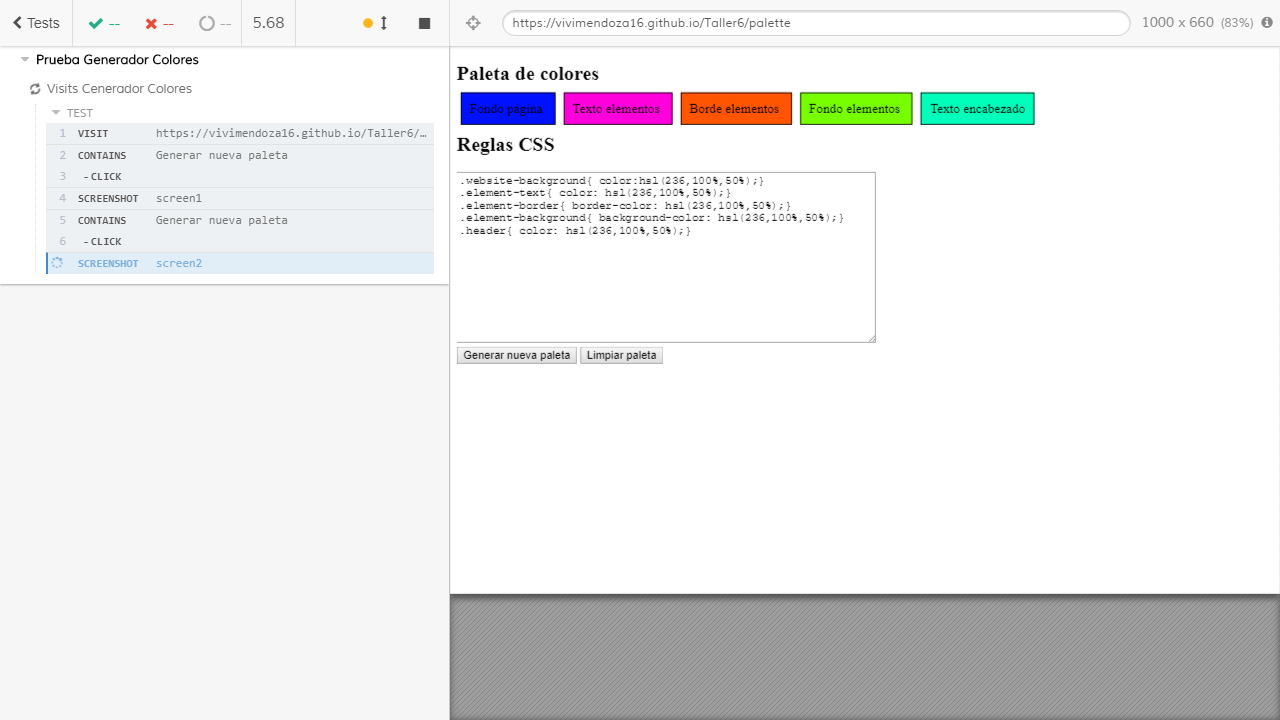 Tests -- -- -- 5.68 https://vivimendoza16.github.io/Taller6/palette 1000 x 660 (83%)
Prueba Generador Colores
Visits Cenerador Colores
TEST
1 VISIT https://vivimendoza16.github.io/Taller6/…
2 CONTAINS Generar nueva paleta
3 -CLICK
4 SCREENSHOT screen1
5 CONTAINS Generar nueva paleta
6 -CLICK
SCREENSHOT screen2
Paleta de colores
Fondo página Texto elementos Borde elementos Fondo elementos Texto encabezado
Reglas CSS
.website-background{ color:hsl(236,100%,50%);}
.element-text{ color: hsl(236,100%,50%);}
.element-border{ border-color: hsl(236,100%,50%);}
.element-background{ background-color: hsl(236,100%,50%);}
.header{ color: hsl(236,100%,50%);}
Generar nueva paleta Limpiar paleta